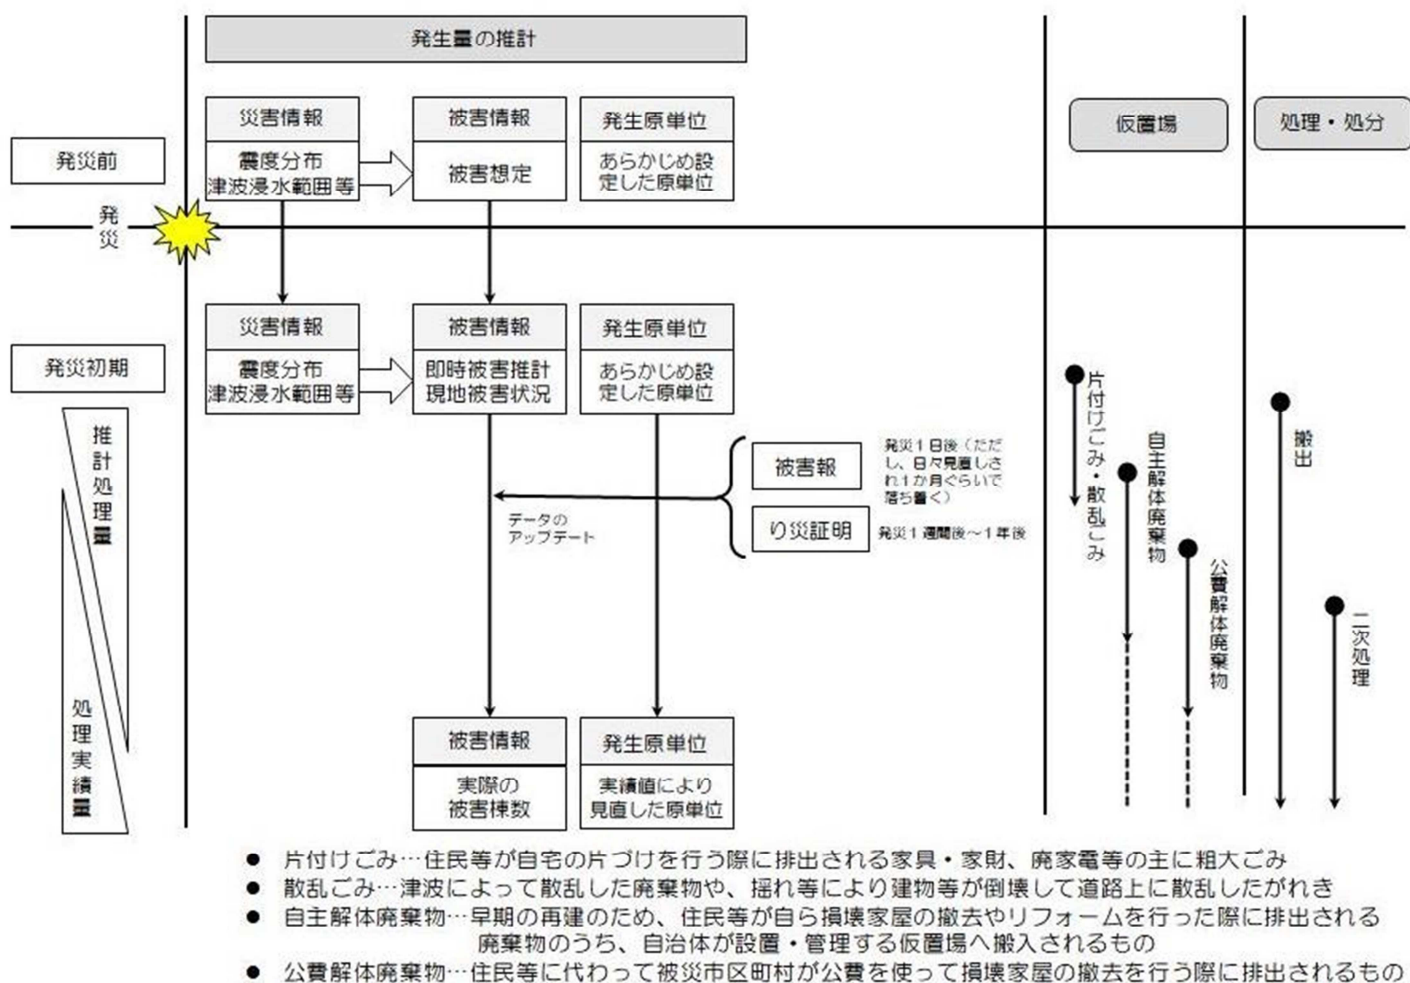 発生量の推計
災害情報
被害情報
発生原単位
仮置場
処理・処分
発災前
震度分布
津波浸水範囲等
被害想定
あらかじめ設
定した原単位
発災
災害情報
被害情報
発生原単位
発災初期
震度分布
津波浸水範囲等
即時被害推計
現地被害状況
あらかじめ設
定した原単位
推計処理量
処理実績量
被害報
発災1日後(ただ
し、日々見直しさ
れ1か月ぐらいで
落ち着く)
データの
アップデート
り災証明
発災1週間後~1年後
片付けごみ・散乱ごみ
自主解体廃棄物
公費解体廃棄物
搬出
二次処理
被害情報
発生原単位
実際の
被害棟数
実績値により
見直した原単位
● 片付けごみ…住民等が自宅の片づけを行う際に排出される家具・家財、廃家電等の主に粗大ごみ
● 散乱ごみ…津波によって散乱した廃棄物や、揺れ等により建物等が倒壊して道路上に散乱したがれき
● 自主解体廃棄物…早期の再建のため、住民等が自ら損壊家屋の撤去やリフォームを行った際に排出される
廃棄物のうち、自治体が設置・管理する仮置場へ搬入されるもの
● 公費解体廃棄物…住民等に代わって被災市区町村が公費を使って損壊家屋の撤去を行う際に排出されるもの